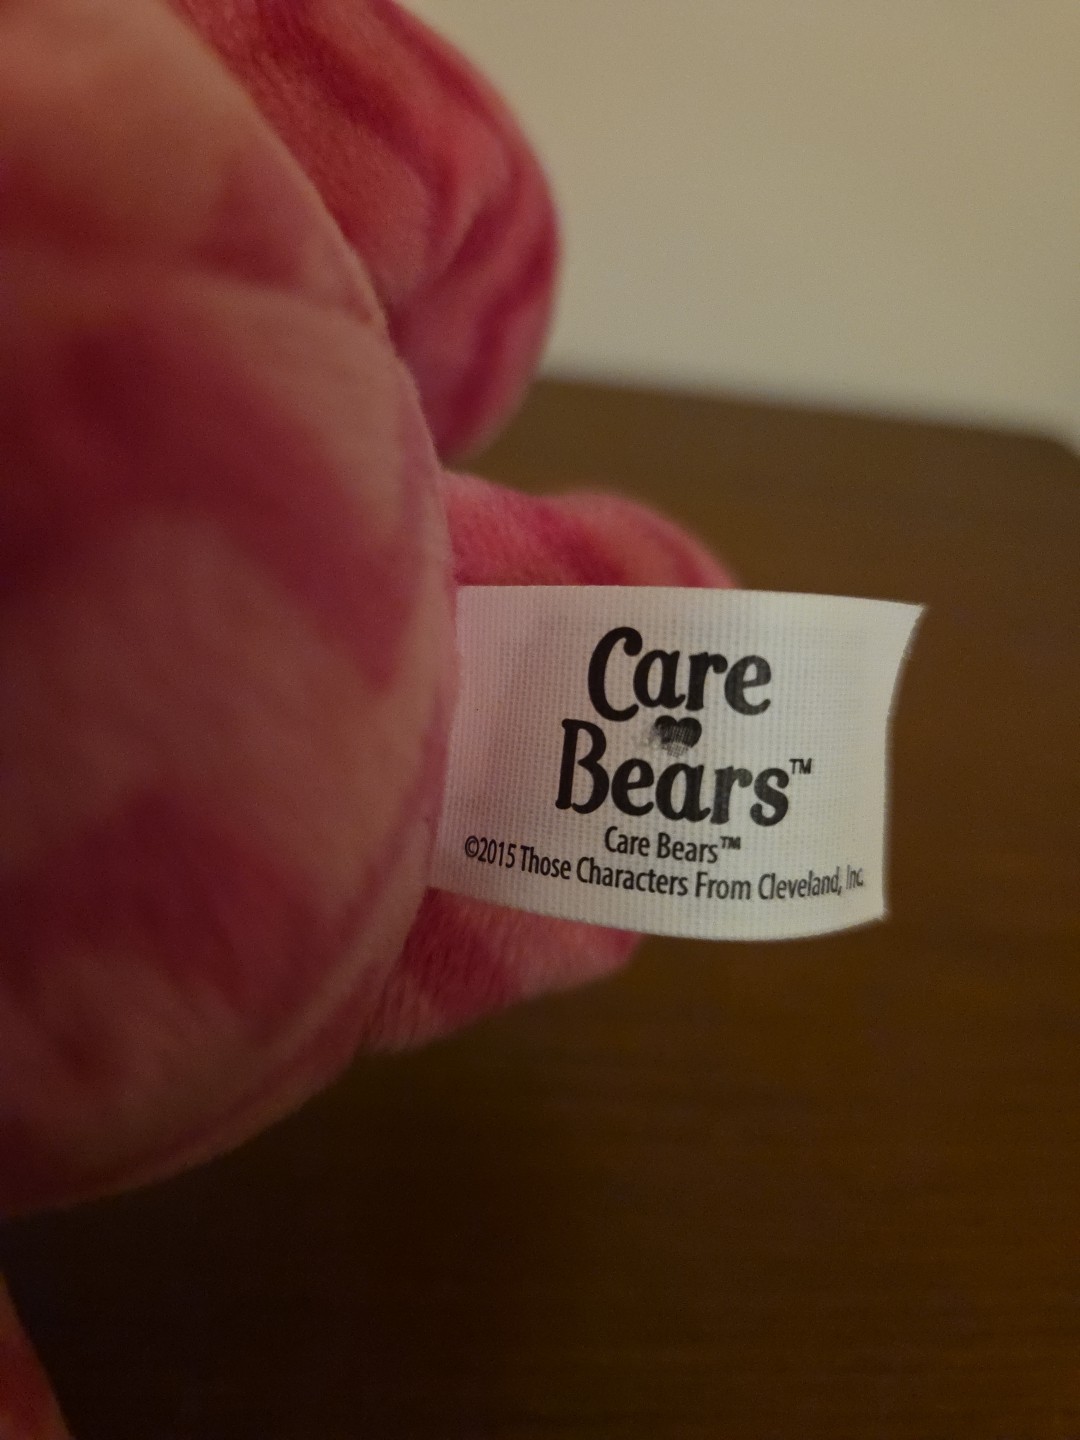 Care
Bears™
Care Bears™
©2015 Those Characters From Cleveland, Inc.